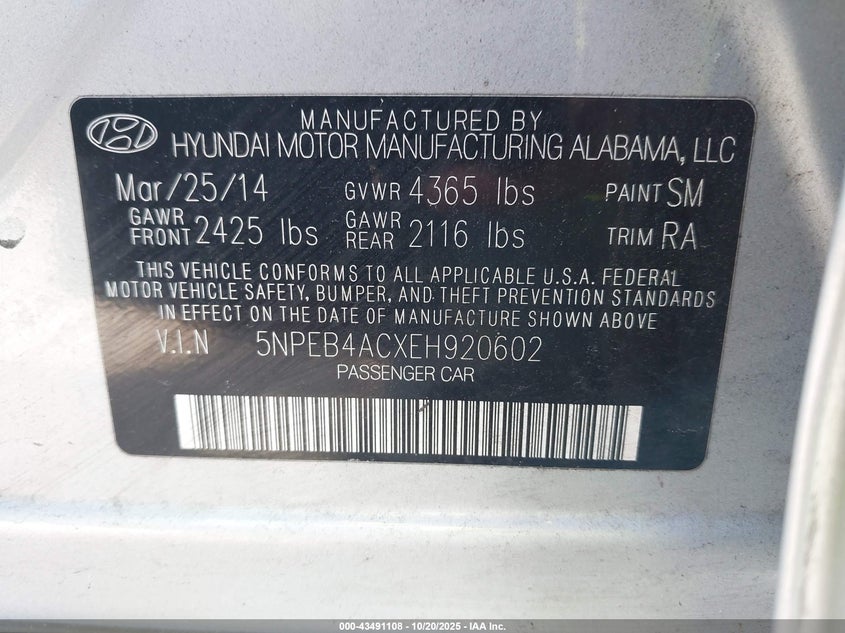 MANUFACTURED BY
HYUNDAI MOTOR MANUFACTURING ALABAMA, LLC
Mar/25/14 GVWR 4365 lbs PAINT SM
GAWR FRONT 2425 lbs GAWR REAR 2116 lbs TRIM RA
THIS VEHICLE CONFORMS TO ALL APPLICABLE U.S.A. FEDERAL
MOTOR VEHICLE SAFETY, BUMPER, AND THEFT PREVENTION STANDARDS
IN EFFECT ON THE DATE OF MANUFACTURE SHOWN ABOVE
V.I.N 5NPEB4ACXEH920602
PASSENGER CAR
000-43491108 - 10/20/2025 - IAA Inc.